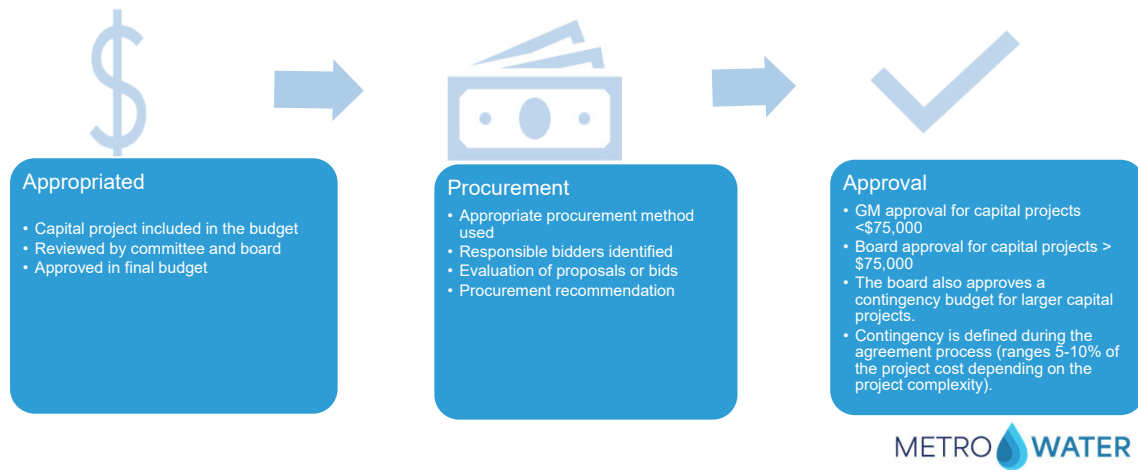 Appropriated
• Capital project included in the budget
• Reviewed by committee and board
• Approved in final budget
Procurement
• Appropriate procurement method
used
• Responsible bidders identified
• Evaluation of proposals or bids
• Procurement recommendation
Approval
• GM approval for capital projects
<$75,000
• Board approval for capital projects >
$75,000
• The board also approves a
contingency budget for larger capital
projects.
• Contingency is defined during the
agreement process (ranges 5-10% of
the project cost depending on the
project complexity).
METRO WATER